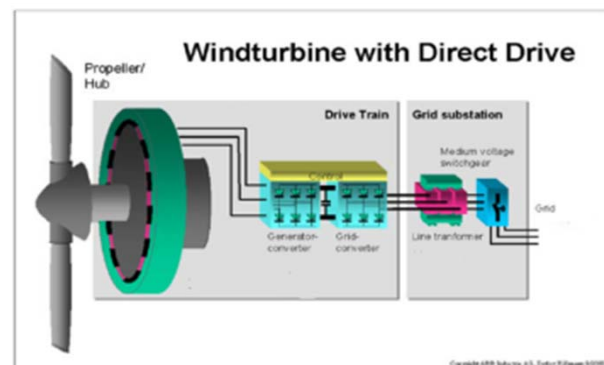 Windturbine with Direct Drive
Propeller/
Hub
Drive Train
Grid substation
Medium voltage
switchgear
Control
Grid
Generator-
converter
Grid-
converter
Line tranformer